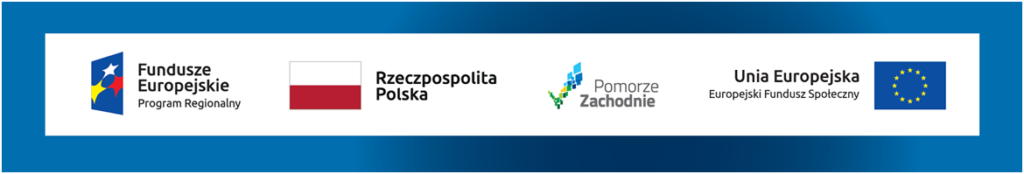 Fundusze
Europejskie
Program Regionalny
Rzeczpospolita
Polska
Pomorze
Zachodnie
Unia Europejska
Europejski Fundusz Społeczny